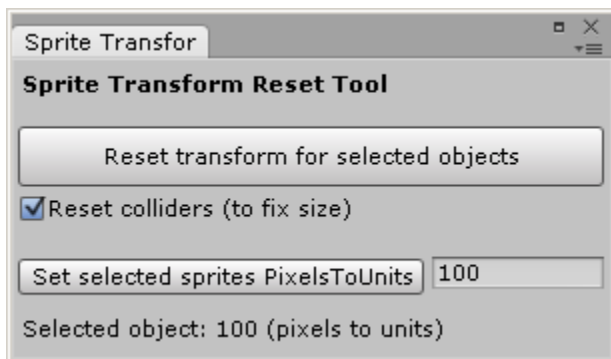 Sprite Transfor
Sprite Transform Reset Tool
Reset transform for selected objects
Reset colliders (to fix size)
Set selected sprites PixelsToUnits 100
Selected object: 100 (pixels to units)